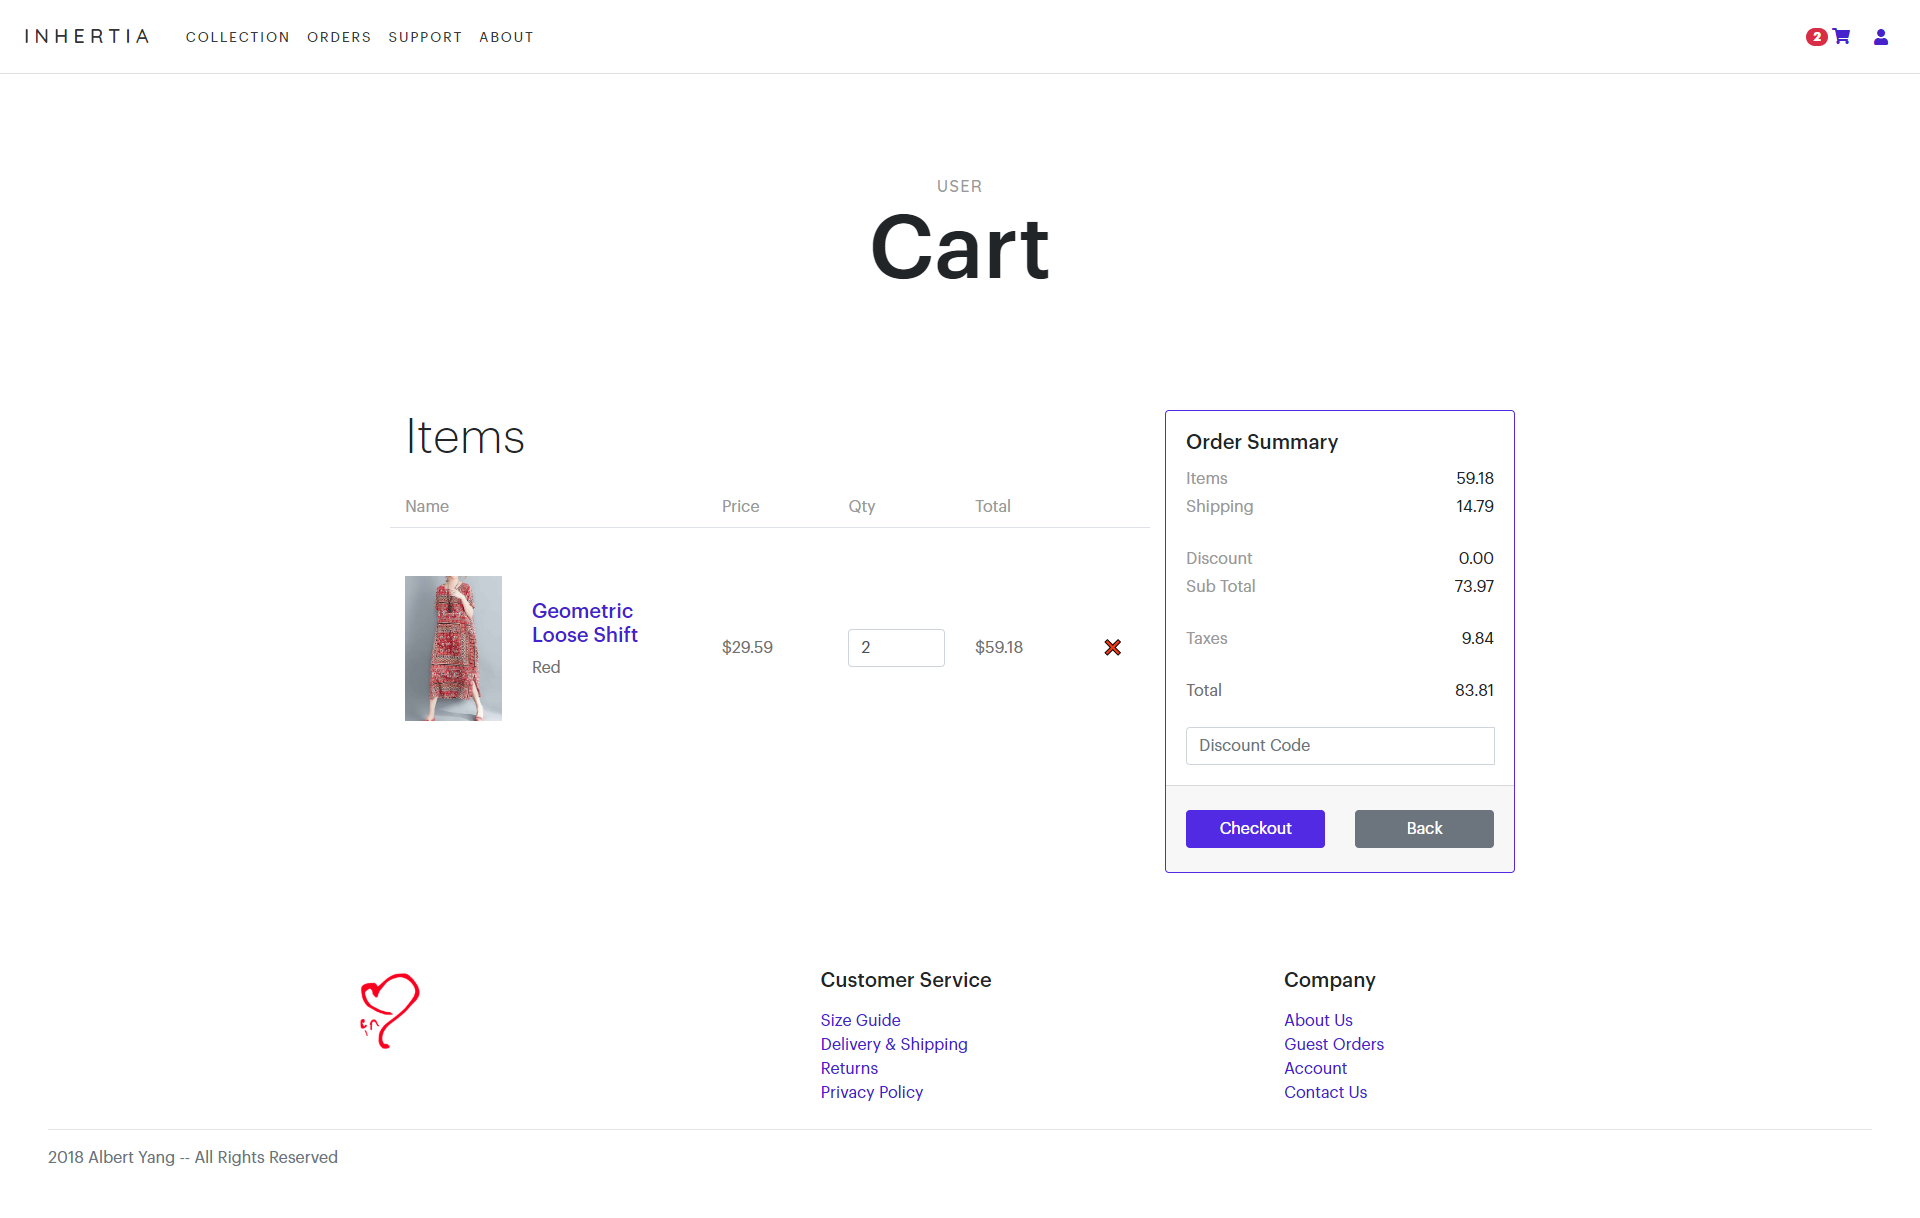 INHERTIA COLLECTION ORDERS SUPPORT ABOUT 2
USER
Cart
Items
Name Price Qty Total
Geometric
Loose Shift
Red
$29.59 2 $59.18
Order Summary
Items 59.18
Shipping 14.79
Discount 0.00
Sub Total 73.97
Taxes 9.84
Total 83.81
Discount Code
Checkout Back
Customer Service
Size Guide
Delivery & Shipping
Returns
Privacy Policy
Company
About Us
Guest Orders
Account
Contact Us
2018 Albert Yang -- All Rights Reserved